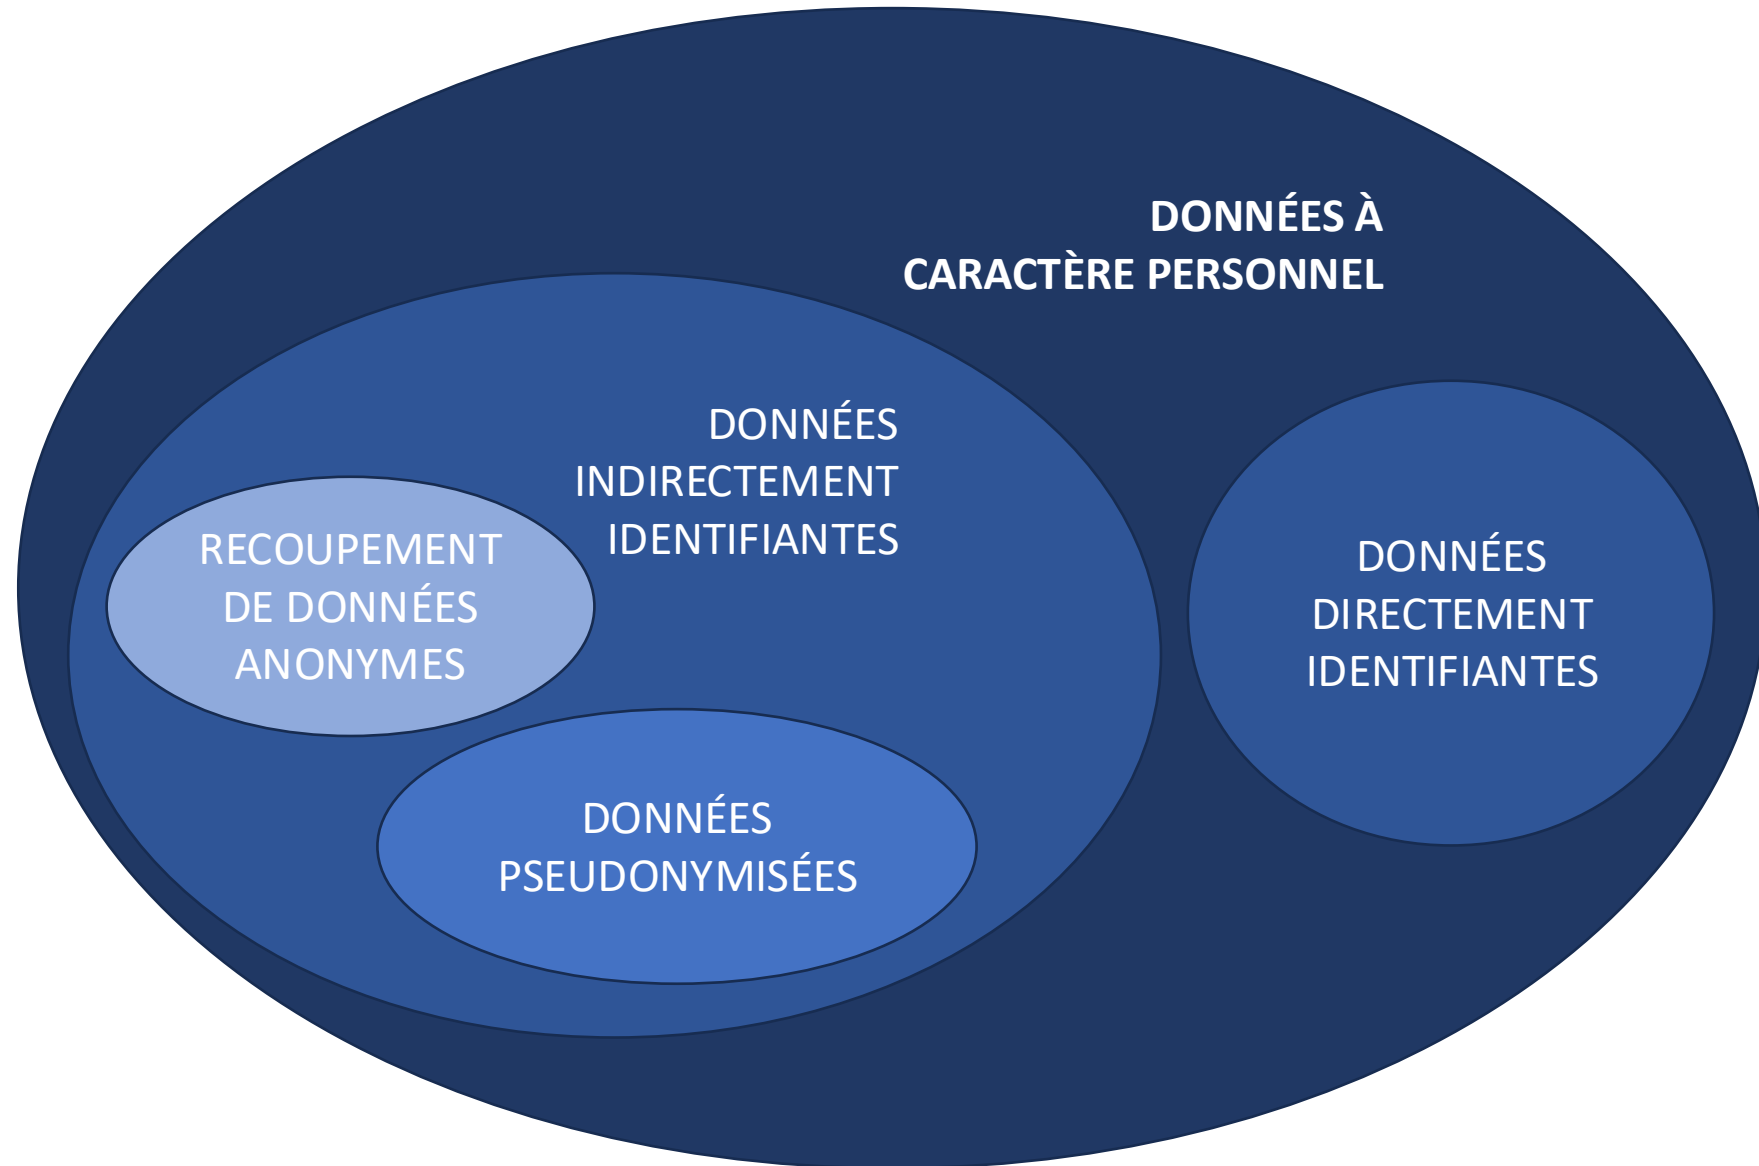 DONNÉES À
CARACTÈRE PERSONNEL
DONNÉES
INDIRECTEMENT
IDENTIFIANTES
RECOUPEMENT
DE DONNÉES
ANONYMES
DONNÉES
PSEUDONYMISÉES
DONNÉES
DIRECTEMENT
IDENTIFIANTES